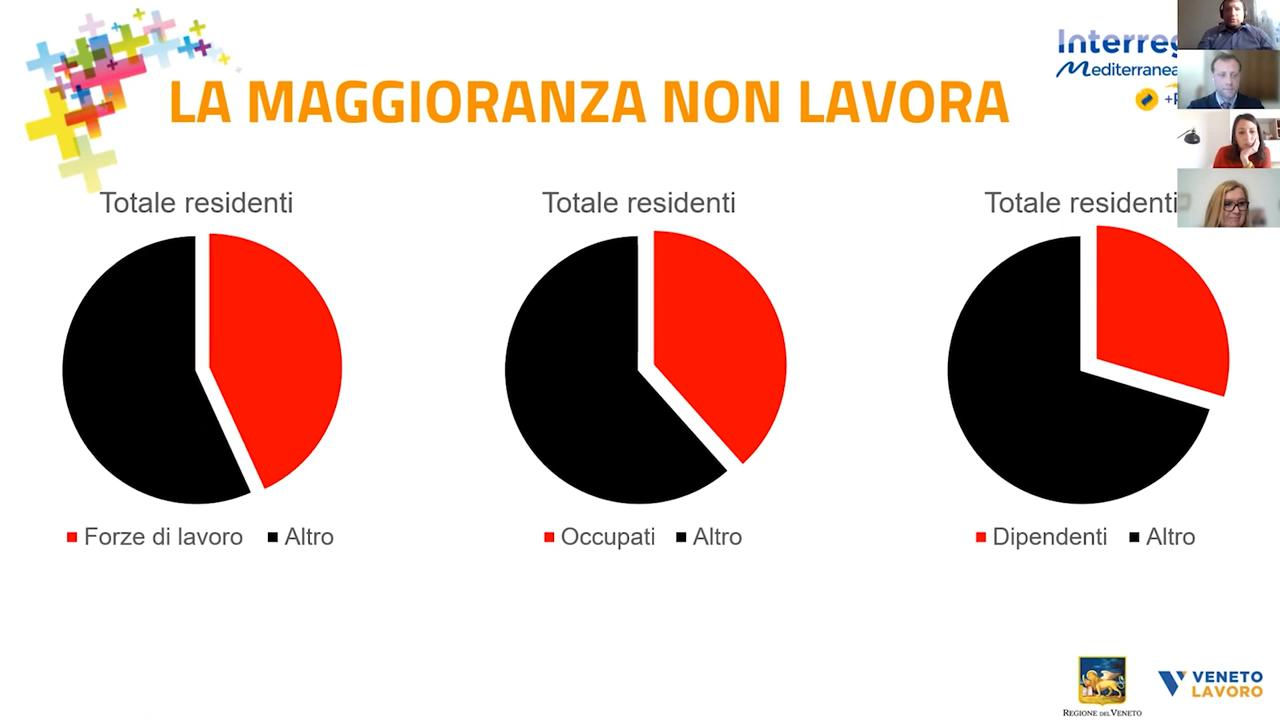 Interreg
Mediterranea
LA MAGGIORANZA NON LAVORA
Totale residenti
Totale residenti
Totale residenti
Forze di lavoro Altro
Occupati Altro
Dipendenti Altro
REGIONE DEL VENETO
VENETO
LAVORO